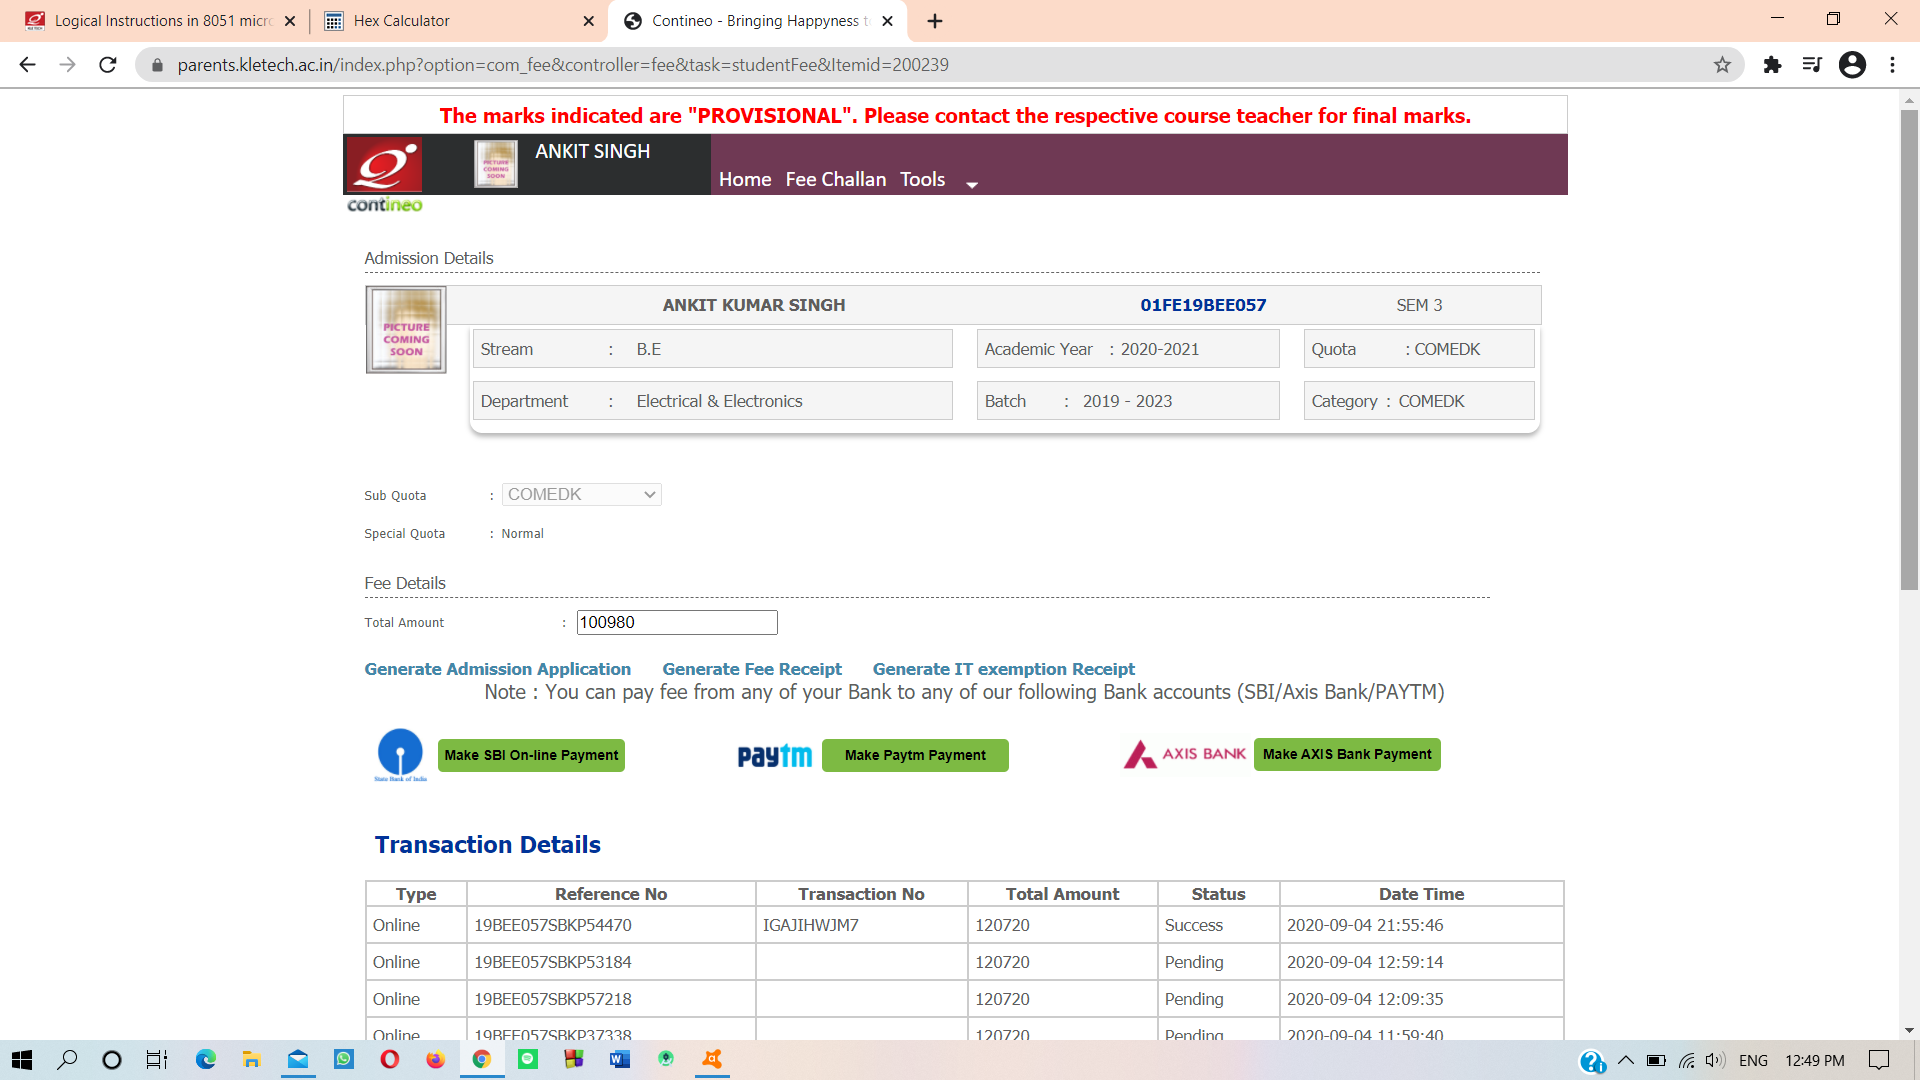 Logical Instructions in 8051 micro
Hex Calculator
Contineo - Bringing Happyness t
parents.kletech.ac.in/index.php?option=com_fee&controller=fee&task=studentFee&Itemid=200239
The marks indicated are "PROVISIONAL". Please contact the respective course teacher for final marks.
contineo
PICTURE COMING SOON
ANKIT SINGH
Home Fee Challan Tools
Admission Details
PICTURE
COMING
SOON
ANKIT KUMAR SINGH 01FE19BEE057 SEM 3
Stream : B.E Academic Year : 2020-2021 Quota : COMEDK
Department : Electrical & Electronics Batch : 2019 - 2023 Category : COMEDK
Sub Quota : COMEDK
Special Quota : Normal
Fee Details
Total Amount : 100980
Generate Admission Application Generate Fee Receipt Generate IT exemption Receipt
Note : You can pay fee from any of your Bank to any of our following Bank accounts (SBI/Axis Bank/PAYTM)
State Bank of India Make SBI On-line Payment paytm Make Paytm Payment AXIS BANK Make AXIS Bank Payment
Transaction Details
Type Reference No Transaction No Total Amount Status Date Time
Online 19BEE057SBKP54470 IGAJIHWJM7 120720 Success 2020-09-04 21:55:46
Online 19BEE057SBKP53184 120720 Pending 2020-09-04 12:59:14
Online 19BEE057SBKP57218 120720 Pending 2020-09-04 12:09:35
Online 19BEE057SBKP37338 120720 Pending 2020-09-04 11:59:40
ENG 12:49 PM